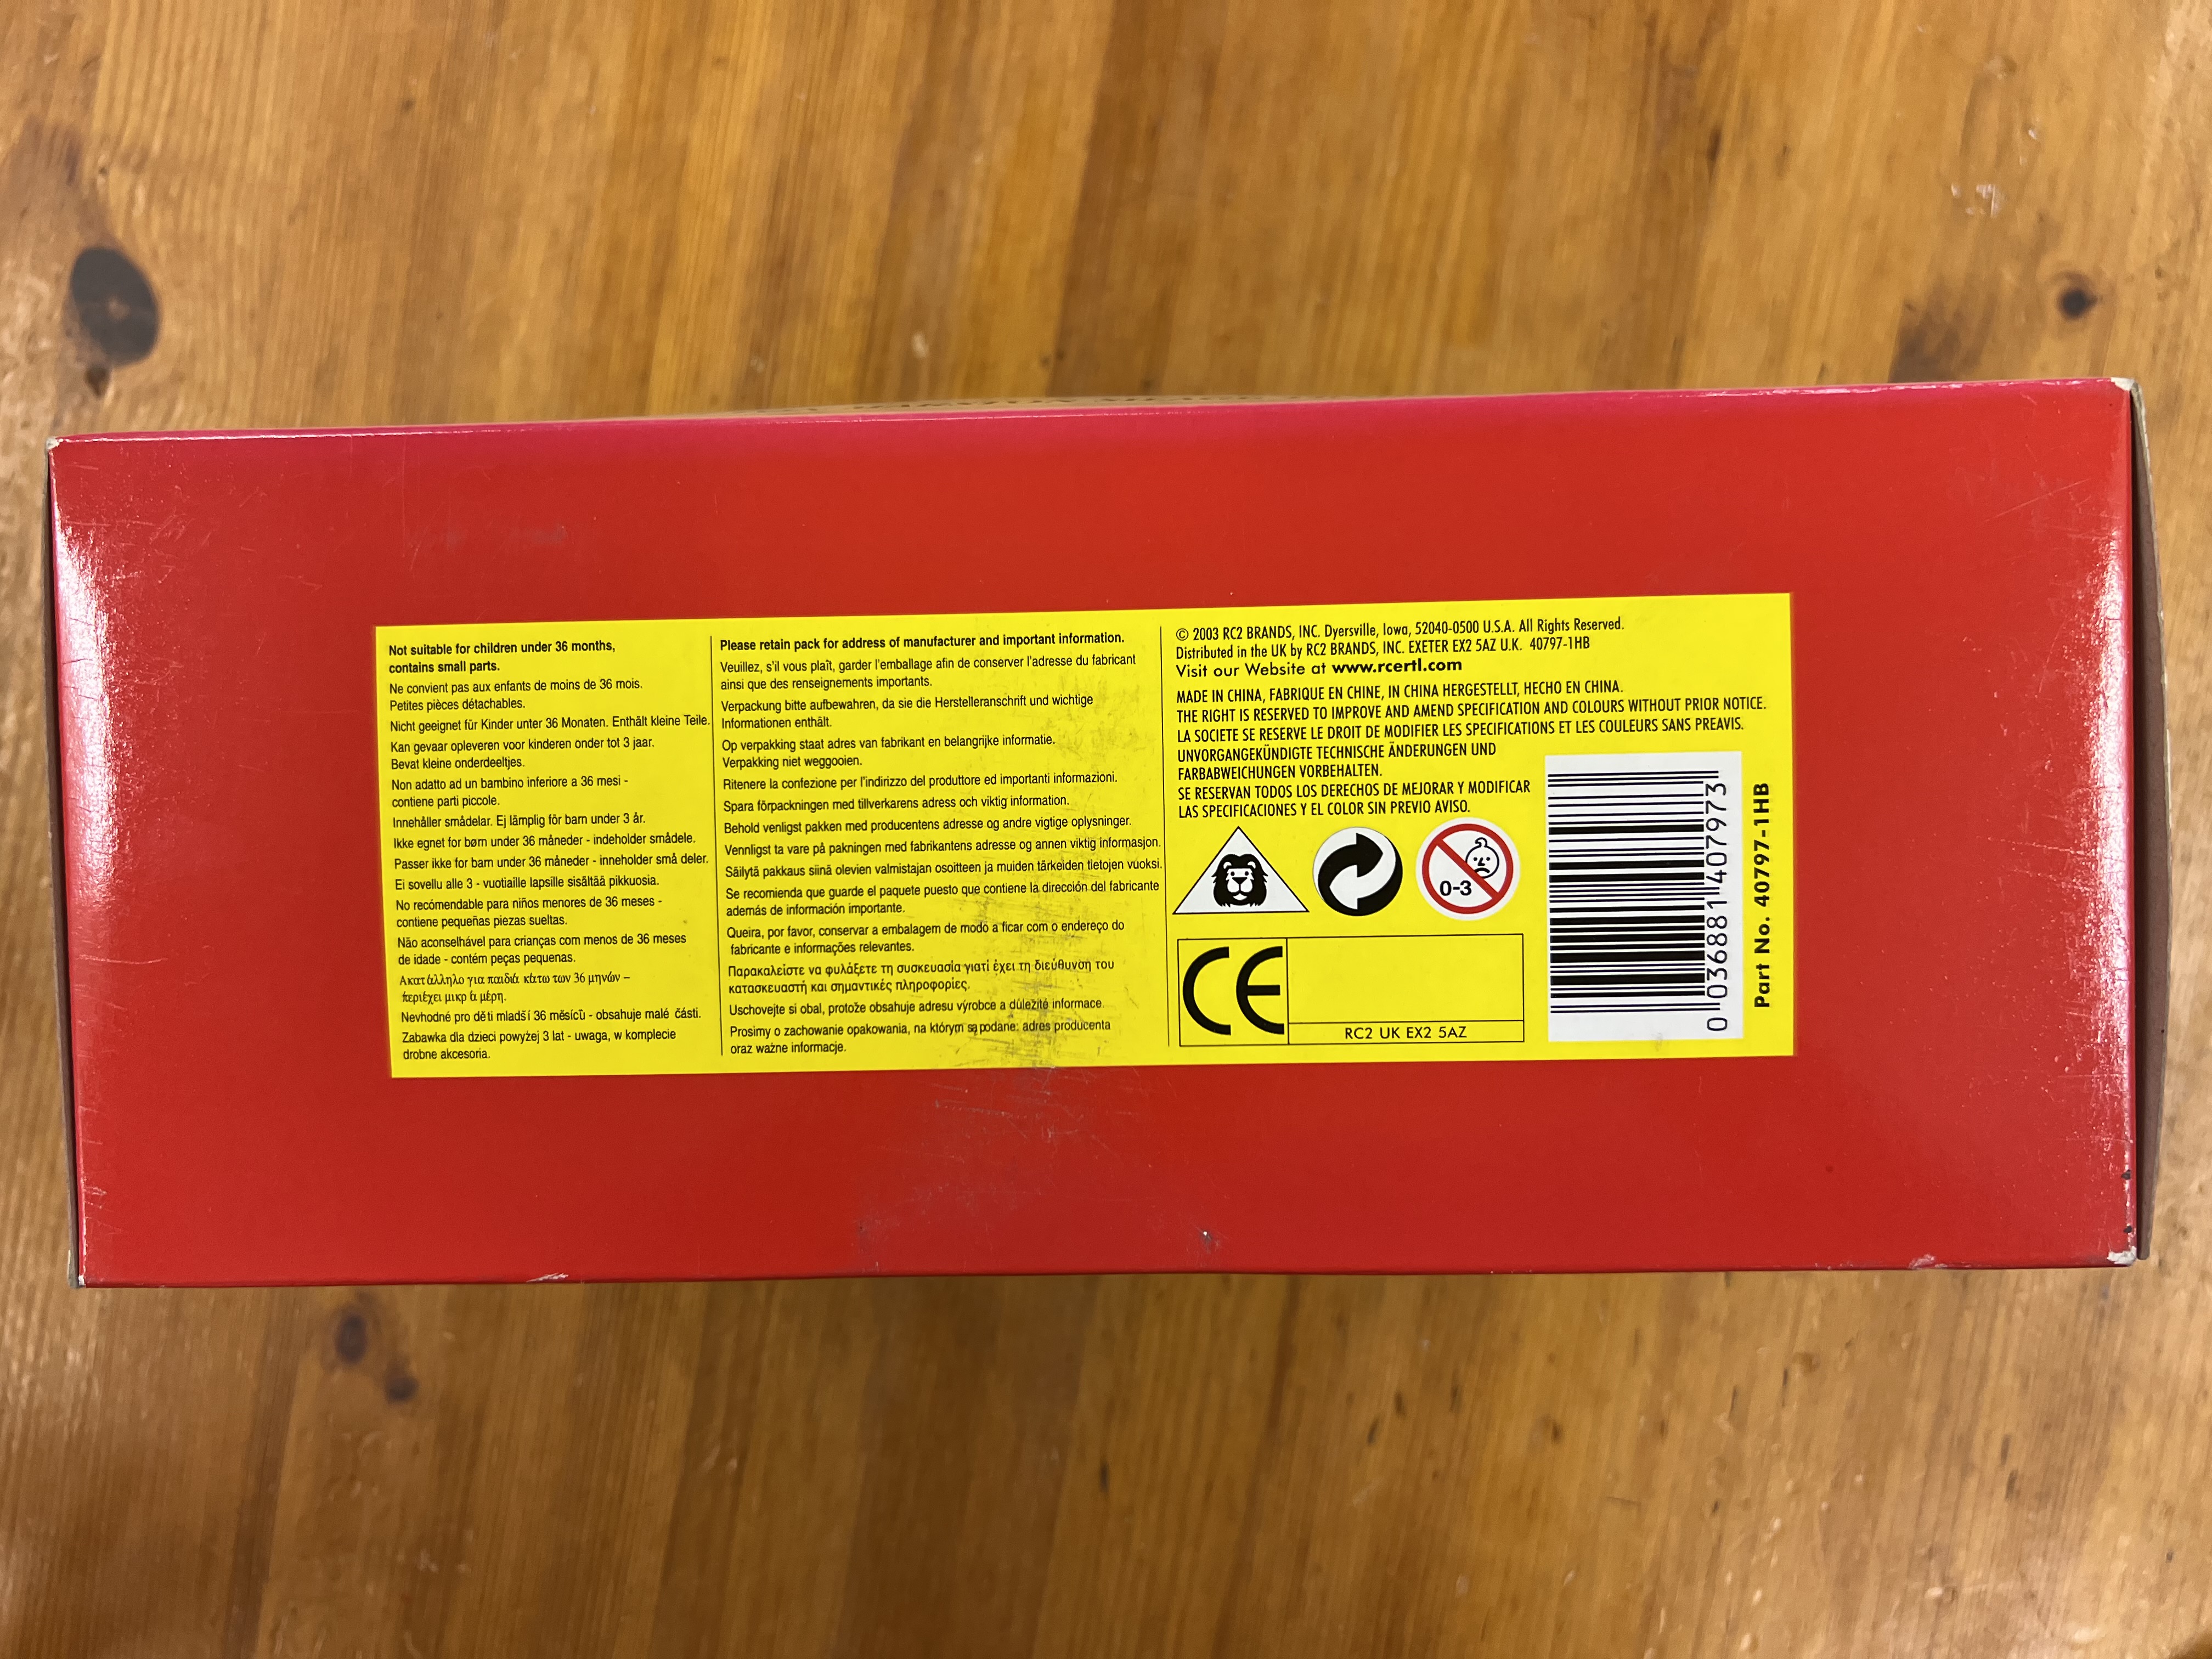 Not suitable for children under 36 months,
contains small parts.
Ne convient pas aux enfants de moins de 36 mois.
Petites pièces détachables.
Nicht geeignet für Kinder unter 36 Monaten. Enthält kleine Teile.
Kan gevaar opleveren voor kinderen onder tot 3 jaar.
Bevat kleine onderdeeltjes.
Non adatto ad un bambino inferiore a 36 mesi -
contiene parti piccole.
Innehåller smådelar. Ej lämplig för barn under 3 år.
Ikke egnet for børn under 36 måneder - indeholder smådele.
Passer ikke for barn under 36 måneder - inneholder små deler.
Ei sovellu alle 3 - vuotiaille lapsille sisältää pikkuosia.
No recómendable para niños menores de 36 meses -
contiene pequeñas piezas sueltas.
Não aconselhável para crianças com menos de 36 meses
de idade - contém peças pequenas.
Ακατάλληλο για παιδιά κάτω των 36 μηνών –
περιέχει μικρά μέρη.
Nevhodné pro děti mladší 36 měsíců - obsahuje malé části.
Zabawka dla dzieci powyżej 3 lat - uwaga, w komplecie
drobne akcesoria.
Please retain pack for address of manufacturer and important information.
Veuillez, s'il vous plaît, garder l'emballage afin de conserver l'adresse du fabricant
ainsi que des renseignements importants.
Verpackung bitte aufbewahren, da sie die Herstelleranschrift und wichtige
Informationen enthält.
Op verpakking staat adres van fabrikant en belangrijke informatie.
Verpakking niet weggooien.
Ritenere la confezione per l'indirizzo del produttore ed importanti informazioni.
Spara förpackningen med tillverkarens adress och viktig information.
Behold venligst pakken med producentens adresse og andre vigtige oplysninger.
Vennligst ta vare på pakningen med fabrikantens adresse og annen viktig informasjon.
Säilytä pakkaus siinä olevien valmistajan osoitteen ja muiden tärkeiden tietojen vuoksi.
Se recomienda que guarde el paquete puesto que contiene la dirección del fabricante
además de información importante.
Queira, por favor, conservar a embalagem de modo a ficar com o endereço do
fabricante e informações relevantes.
Παρακαλείστε να φυλάξετε τη συσκευασία γιατί έχει τη διεύθυνση του
κατασκευαστή και σημαντικές πληροφορίες.
Uschovejte si obal, protože obsahuje adresu výrobce a důležité informace.
Prosimy o zachowanie opakowania, na którym są podane: adres producenta
oraz ważne informacje.
© 2003 RC2 BRANDS, INC. Dyersville, Iowa, 52040-0500 U.S.A. All Rights Reserved.
Distributed in the UK by RC2 BRANDS, INC. EXETER EX2 5AZ U.K. 40797-1HB
Visit our Website at www.rcertl.com
MADE IN CHINA, FABRIQUE EN CHINE, IN CHINA HERGESTELLT, HECHO EN CHINA.
THE RIGHT IS RESERVED TO IMPROVE AND AMEND SPECIFICATION AND COLOURS WITHOUT PRIOR NOTICE.
LA SOCIETE SE RESERVE LE DROIT DE MODIFIER LES SPECIFICATIONS ET LES COULEURS SANS PREAVIS.
UNVORGANGEKÜNDIGTE TECHNISCHE ÄNDERUNGEN UND
FARBABWEICHUNGEN VORBEHALTEN.
SE RESERVAN TODOS LOS DERECHOS DE MEJORAR Y MODIFICAR
LAS SPECIFICACIONES Y EL COLOR SIN PREVIO AVISO.
0-3
CE
RC2 UK EX2 5AZ
0 036881 407973
Part No. 40797-1HB